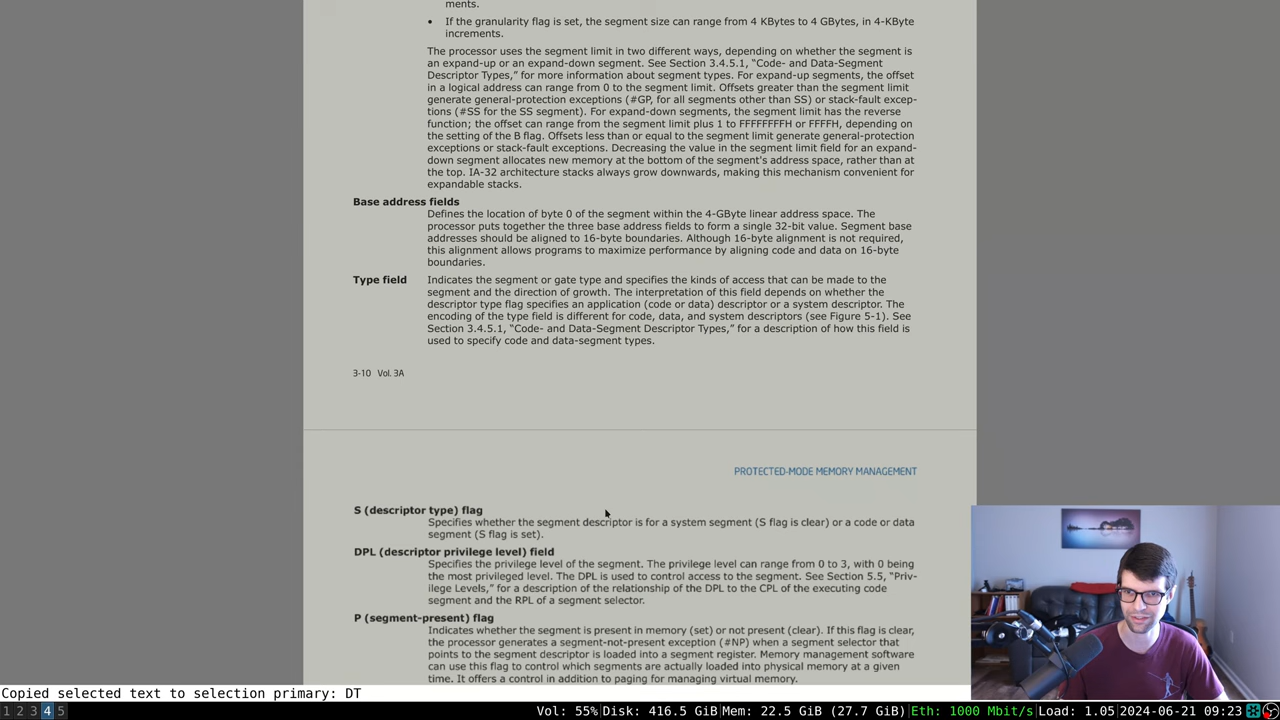 ments.
• If the granularity flag is set, the segment size can range from 4 KBytes to 4 GBytes, in 4-KByte
increments.
The processor uses the segment limit in two different ways, depending on whether the segment is
an expand-up or an expand-down segment. See Section 3.4.5.1, “Code- and Data-Segment
Descriptor Types,” for more information about segment types. For expand-up segments, the offset
in a logical address can range from 0 to the segment limit. Offsets greater than the segment limit
generate general-protection exceptions (#GP, for all segments other than SS) or stack-fault excep-
tions (#SS for the SS segment). For expand-down segments, the segment limit has the reverse
function; the offset can range from the segment limit plus 1 to FFFFFFFFH or FFFFH, depending on
the setting of the B flag. Offsets less than or equal to the segment limit generate general-protection
exceptions or stack-fault exceptions. Decreasing the value in the segment limit field for an expand-
down segment allocates new memory at the bottom of the segment's address space, rather than at
the top. IA-32 architecture stacks always grow downwards, making this mechanism convenient for
expandable stacks.
Base address fields
Defines the location of byte 0 of the segment within the 4-GByte linear address space. The
processor puts together the three base address fields to form a single 32-bit value. Segment base
addresses should be aligned to 16-byte boundaries. Although 16-byte alignment is not required,
this alignment allows programs to maximize performance by aligning code and data on 16-byte
boundaries.
Type field Indicates the segment or gate type and specifies the kinds of access that can be made to the
segment and the direction of growth. The interpretation of this field depends on whether the
descriptor type flag specifies an application (code or data) descriptor or a system descriptor. The
encoding of the type field is different for code, data, and system descriptors (see Figure 5-1). See
Section 3.4.5.1, “Code- and Data-Segment Descriptor Types,” for a description of how this field is
used to specify code and data-segment types.
3-10 Vol. 3A
PROTECTED-MODE MEMORY MANAGEMENT
S (descriptor type) flag
Specifies whether the segment descriptor is for a system segment (S flag is clear) or a code or data
segment (S flag is set).
DPL (descriptor privilege level) field
Specifies the privilege level of the segment. The privilege level can range from 0 to 3, with 0 being
the most privileged level. The DPL is used to control access to the segment. See Section 5.5, “Priv-
ilege Levels,” for a description of the relationship of the DPL to the CPL of the executing code
segment and the RPL of a segment selector.
P (segment-present) flag
Indicates whether the segment is present in memory (set) or not present (clear). If this flag is clear,
the processor generates a segment-not-present exception (#NP) when a segment selector that
points to the segment descriptor is loaded into a segment register. Memory management software
can use this flag to control which segments are actually loaded into physical memory at a given
time. It offers a control in addition to paging for managing virtual memory.
Copied selected text to selection primary: DT
1 2 3 4 5 Vol: 55% Disk: 416.5 GiB Mem: 22.5 GiB (27.7 GiB) Eth: 1000 Mbit/s Load: 1.05 2024-06-21 09:23